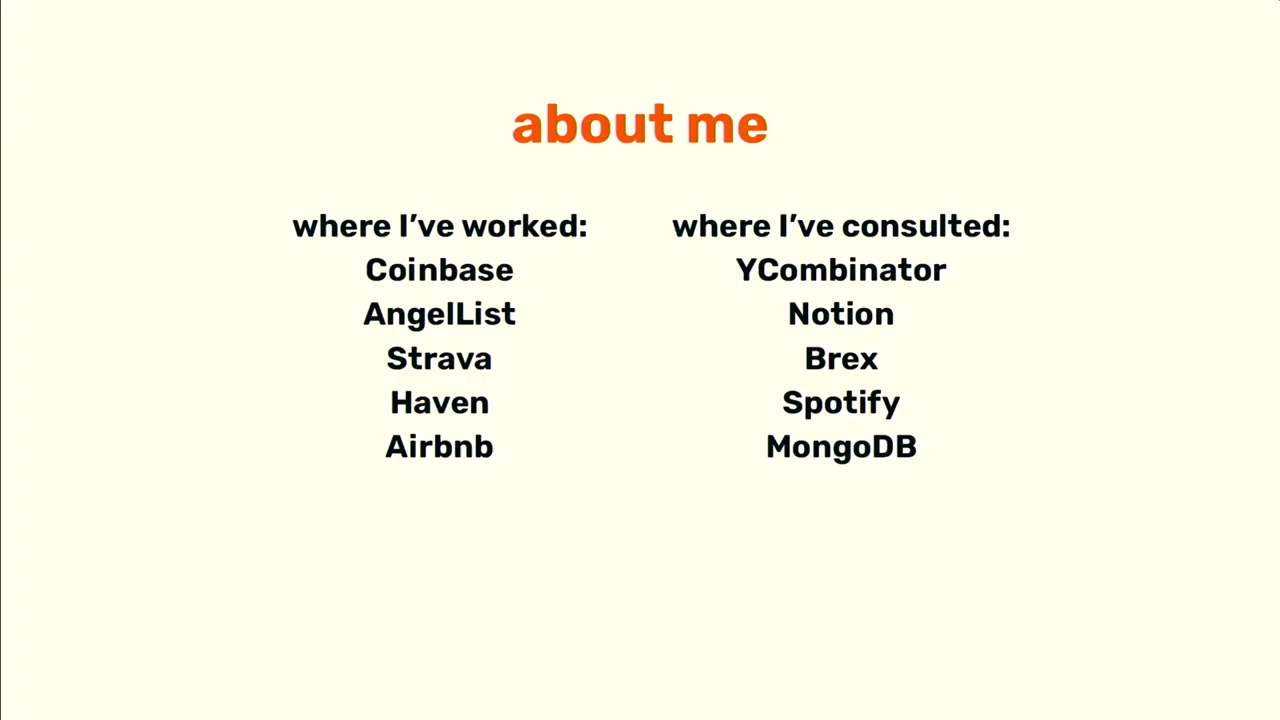 about me
where I’ve worked:
Coinbase
AngelList
Strava
Haven
Airbnb
where I’ve consulted:
YCombinator
Notion
Brex
Spotify
MongoDB